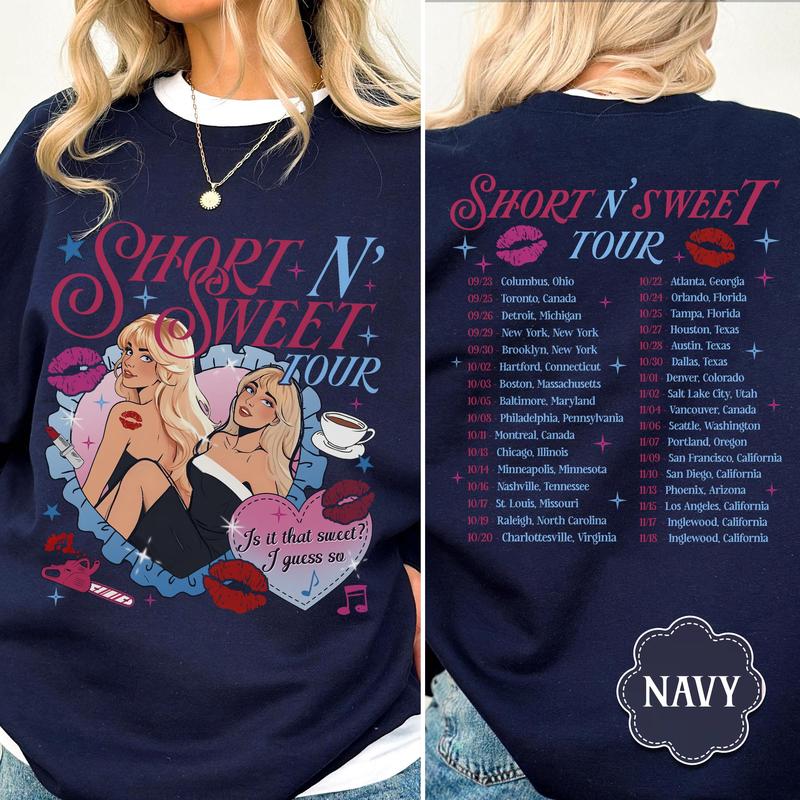 SHORT N'
SWEET
TOUR
Is it that sweet?
I guess so
SHORT N' SWEET
TOUR
09/23 Columbus, Ohio
09/25 Toronto, Canada
09/26 Detroit, Michigan
09/29 New York, New York
09/30 Brooklyn, New York
10/02 Hartford, Connecticut
10/03 Boston, Massachusetts
10/05 Baltimore, Maryland
10/08 Philadelphia, Pennsylvania
10/11 Montreal, Canada
10/13 Chicago, Illinois
10/14 Minneapolis, Minnesota
10/16 Nashville, Tennessee
10/17 St. Louis, Missouri
10/19 Raleigh, North Carolina
10/20 Charlottesville, Virginia
10/22 Atlanta, Georgia
10/24 Orlando, Florida
10/25 Tampa, Florida
10/27 Houston, Texas
10/28 Austin, Texas
10/30 Dallas, Texas
11/01 Denver, Colorado
11/02 Salt Lake City, Utah
11/04 Vancouver, Canada
11/06 Seattle, Washington
11/07 Portland, Oregon
11/09 San Francisco, California
11/10 San Diego, California
11/13 Phoenix, Arizona
11/15 Los Angeles, California
11/17 Inglewood, California
11/18 Inglewood, California
NAVY